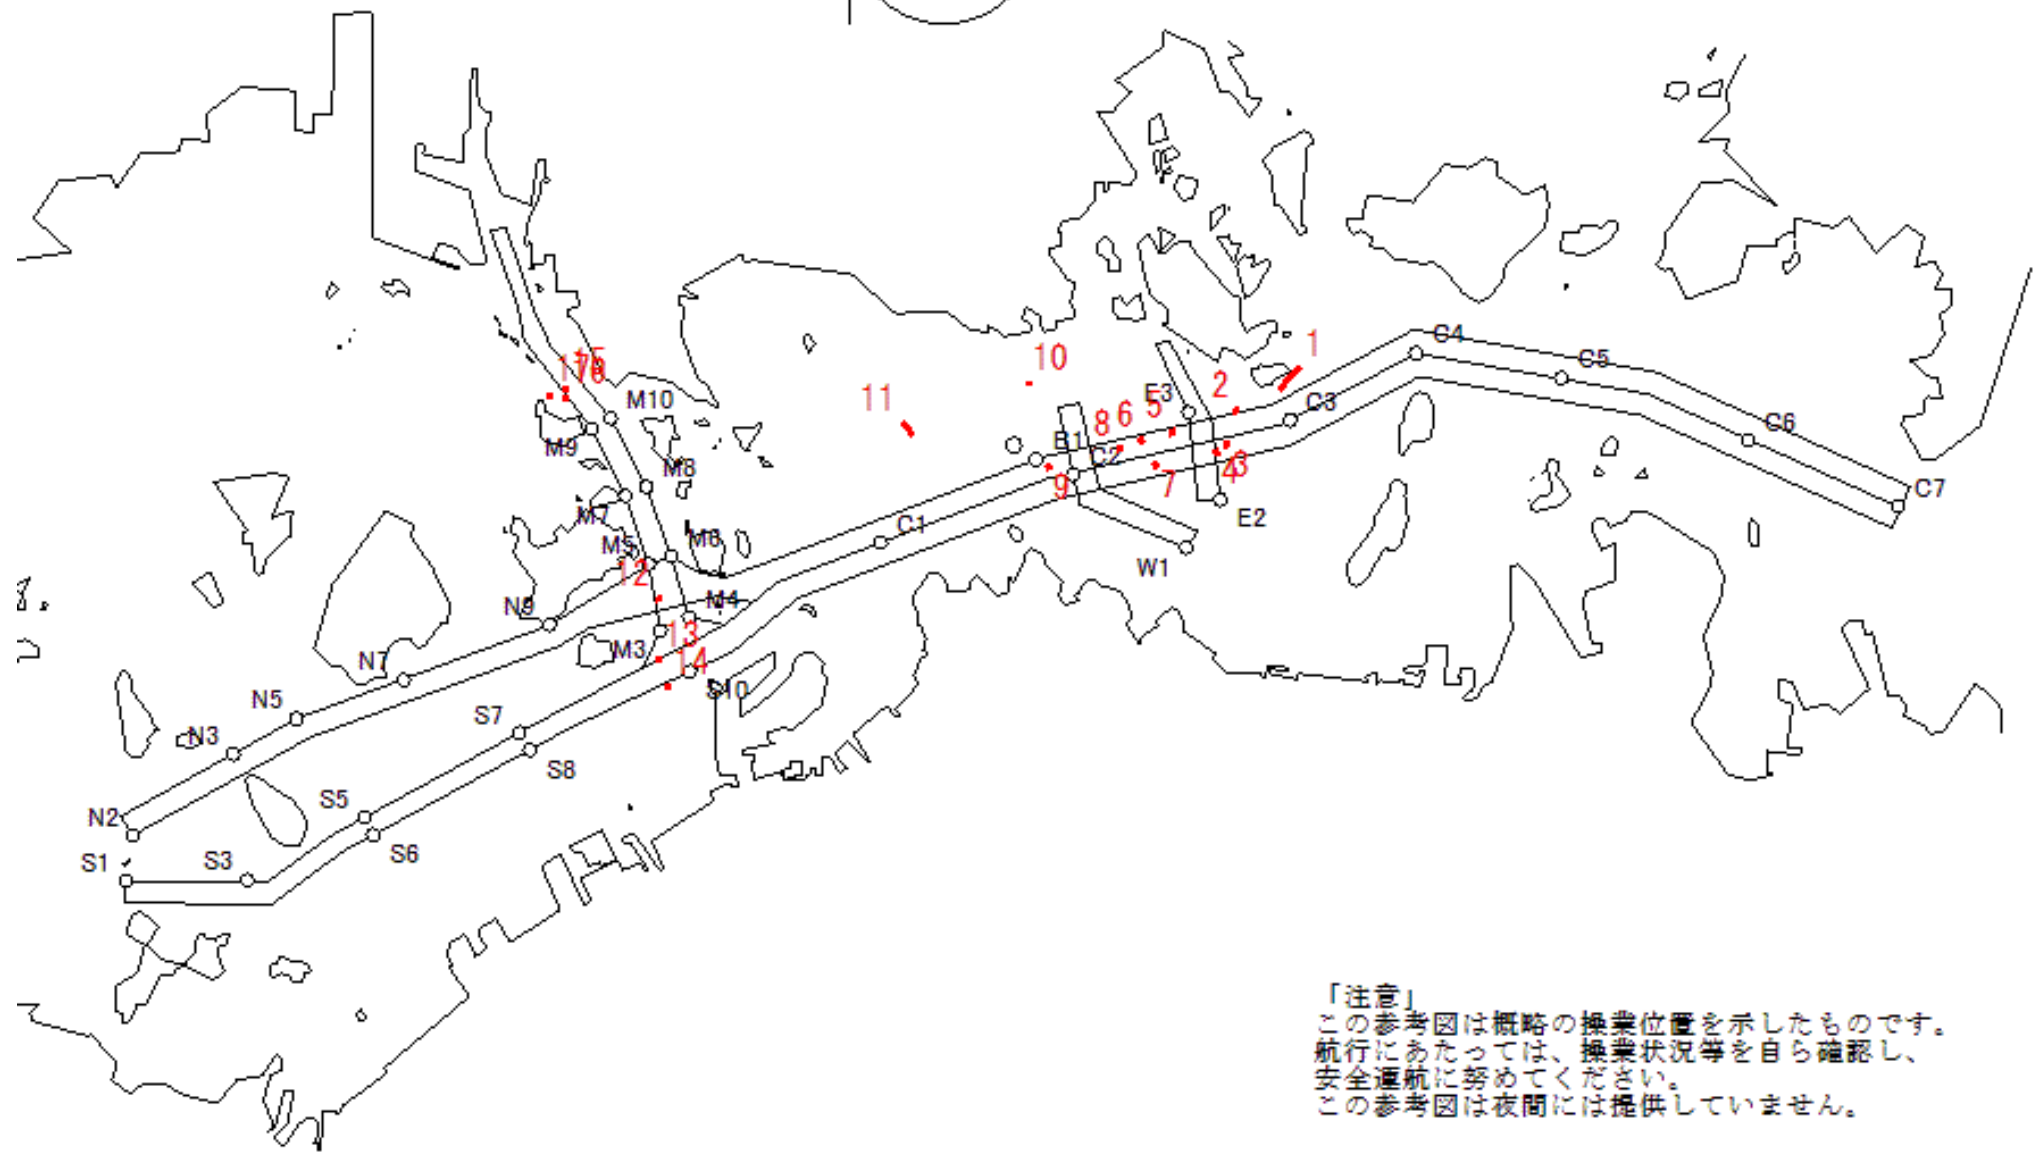 1
C4
10
C5
2
11
M10
E3
5
C3
8
6
B1
C6
M9
C2
M8
3
7
4
9
C7
M7
E2
C1
M5
M6
W1
12
N9
M4
13
M3
14
N7
S10
N5
S7
N3
S8
S5
N2
S6
S1
S3
「注意」
この参考図は概略の操業位置を示したものです。
航行にあたっては、操業状況等を自ら確認し、
安全運航に努めてください。
この参考図は夜間には提供していません。